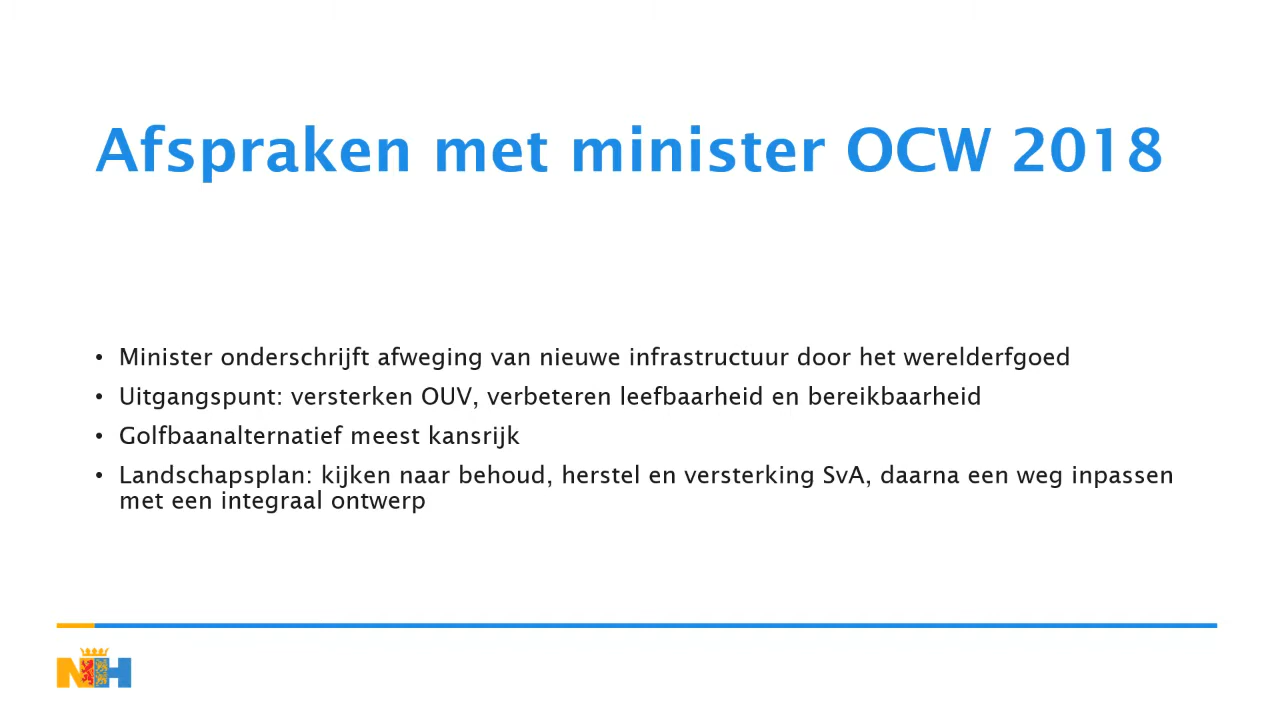 Afspraken met minister OCW 2018
• Minister onderschrijft afweging van nieuwe infrastructuur door het werelderfgoed
• Uitgangspunt: versterken OUV, verbeteren leefbaarheid en bereikbaarheid
• Golfbaanalternatief meest kansrijk
• Landschapsplan: kijken naar behoud, herstel en versterking SvA, daarna een weg inpassen
met een integraal ontwerp
NH